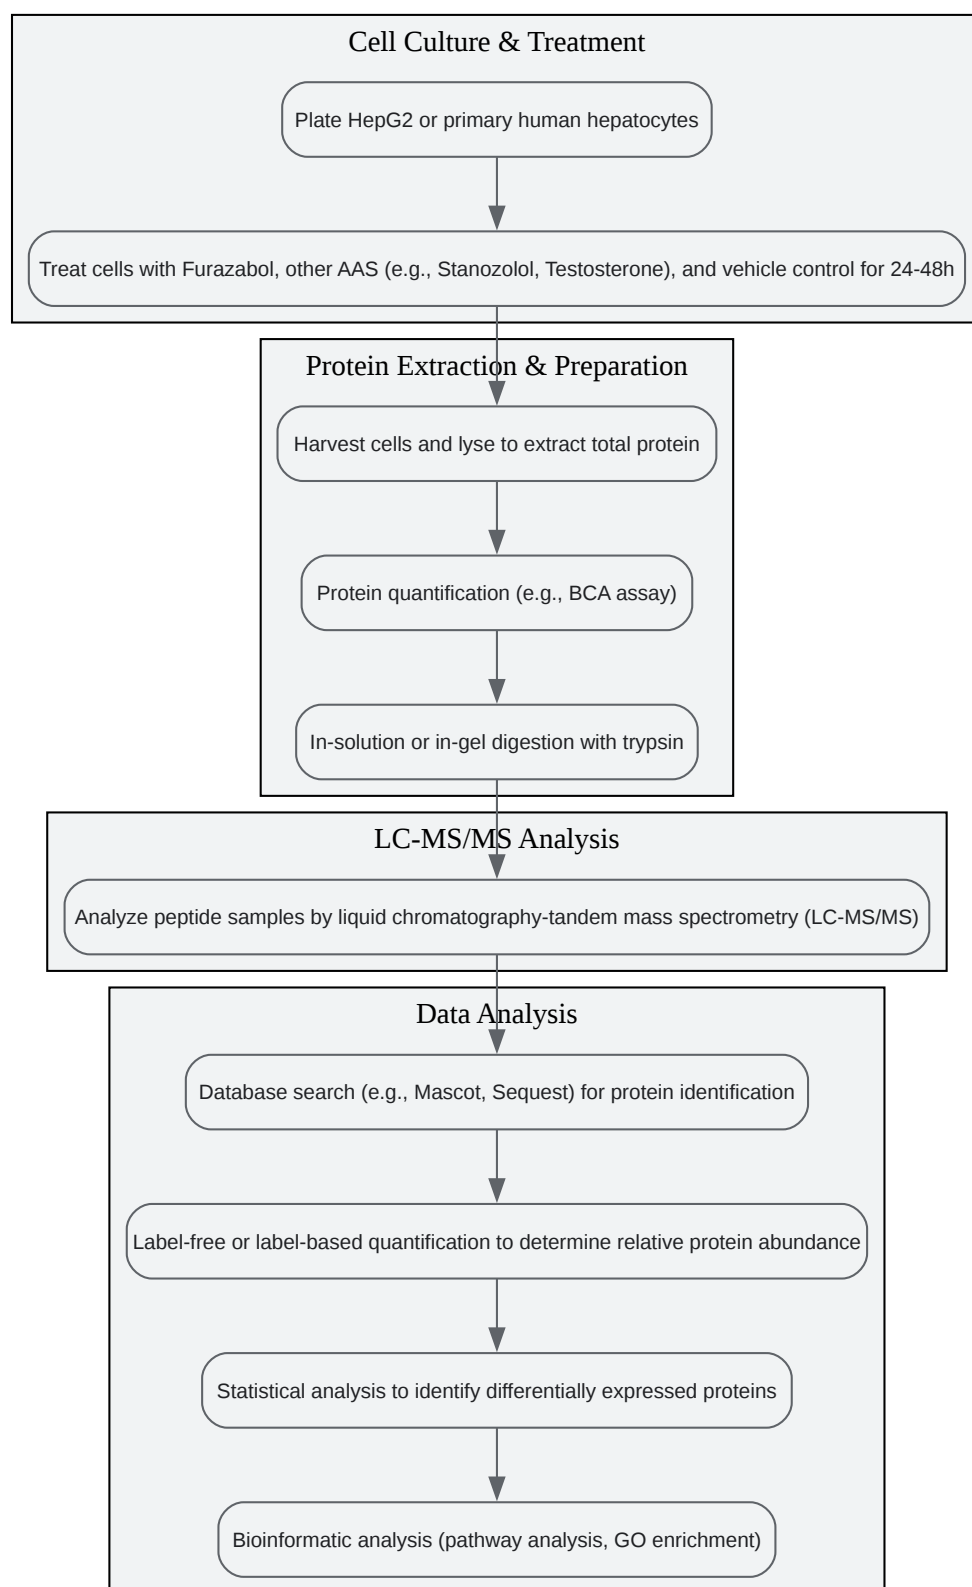 Cell Culture & Treatment
Plate HepG2 or primary human hepatocytes
Treat cells with Furazabol, other AAS (e.g., Stanozolol, Testosterone), and vehicle control for 24-48h
Protein Extraction & Preparation
Harvest cells and lyse to extract total protein
Protein quantification (e.g., BCA assay)
In-solution or in-gel digestion with trypsin
LC-MS/MS Analysis
Analyze peptide samples by liquid chromatography-tandem mass spectrometry (LC-MS/MS)
Data Analysis
Database search (e.g., Mascot, Sequest) for protein identification
Label-free or label-based quantification to determine relative protein abundance
Statistical analysis to identify differentially expressed proteins
Bioinformatic analysis (pathway analysis, GO enrichment)